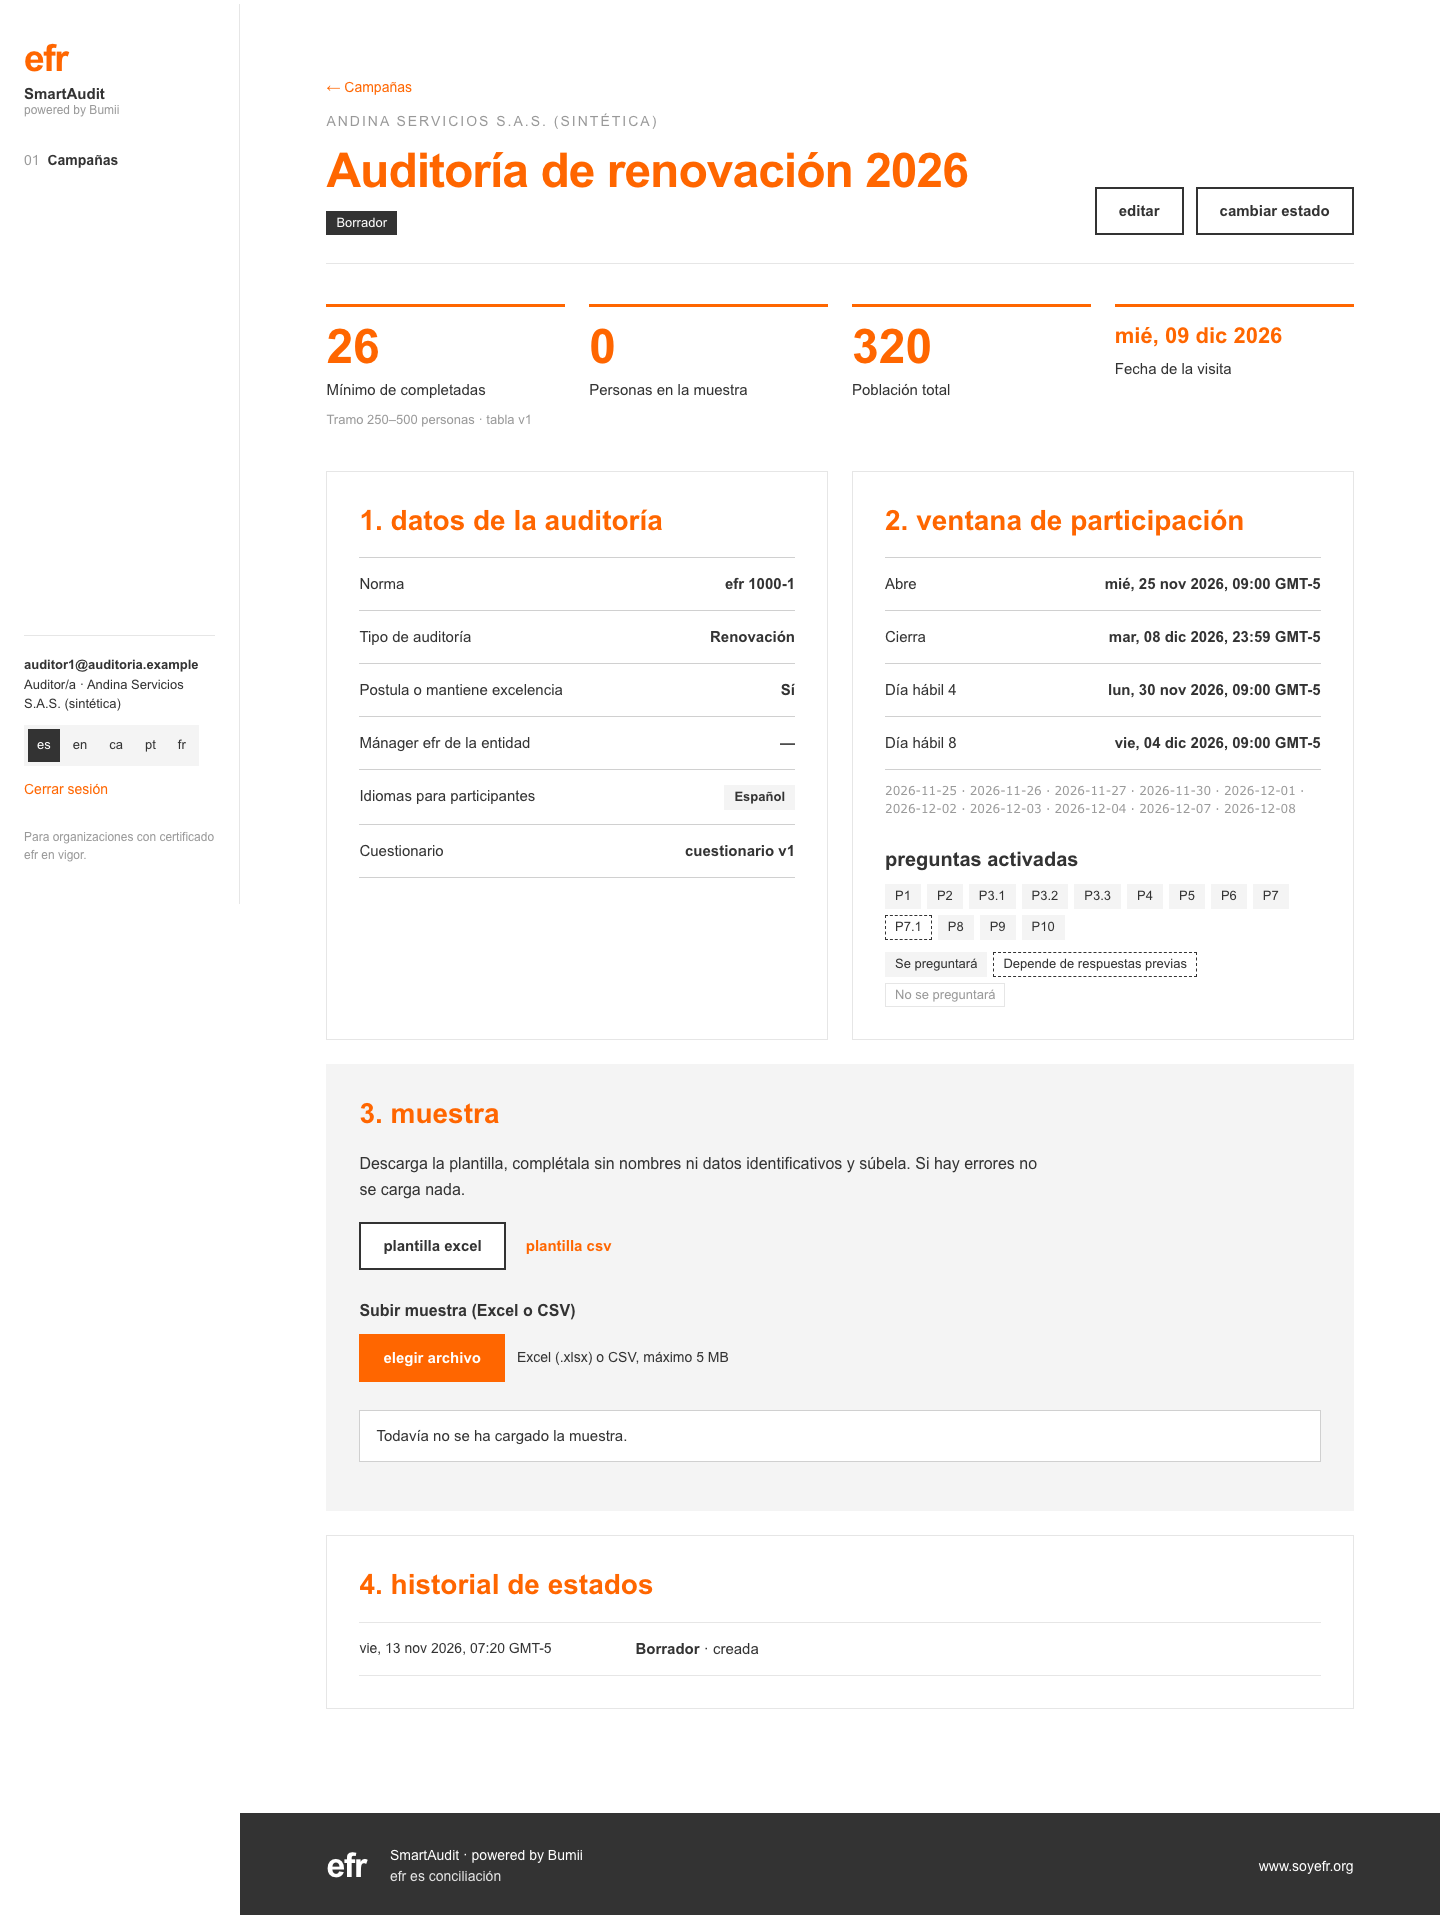 efr
SmartAudit
powered by Bumii
01 Campañas
auditor1@auditoria.example
Auditor/a · Andina Servicios
S.A.S. (sintética)
es en ca pt fr
Cerrar sesión
Para organizaciones con certificado
efr en vigor.
← Campañas
ANDINA SERVICIOS S.A.S. (SINTÉTICA)
Auditoría de renovación 2026
Borrador
editar
cambiar estado
26
Mínimo de completadas
Tramo 250–500 personas · tabla v1
0
Personas en la muestra
320
Población total
mié, 09 dic 2026
Fecha de la visita
1. datos de la auditoría
Norma efr 1000-1
Tipo de auditoría Renovación
Postula o mantiene excelencia Sí
Mánager efr de la entidad —
Idiomas para participantes Español
Cuestionario cuestionario v1
2. ventana de participación
Abre mié, 25 nov 2026, 09:00 GMT-5
Cierra mar, 08 dic 2026, 23:59 GMT-5
Día hábil 4 lun, 30 nov 2026, 09:00 GMT-5
Día hábil 8 vie, 04 dic 2026, 09:00 GMT-5
2026-11-25 · 2026-11-26 · 2026-11-27 · 2026-11-30 · 2026-12-01 ·
2026-12-02 · 2026-12-03 · 2026-12-04 · 2026-12-07 · 2026-12-08
preguntas activadas
P1 P2 P3.1 P3.2 P3.3 P4 P5 P6 P7
P7.1 P8 P9 P10
Se preguntará Depende de respuestas previas
No se preguntará
3. muestra
Descarga la plantilla, complétala sin nombres ni datos identificativos y súbela. Si hay errores no
se carga nada.
plantilla excel plantilla csv
Subir muestra (Excel o CSV)
elegir archivo Excel (.xlsx) o CSV, máximo 5 MB
Todavía no se ha cargado la muestra.
4. historial de estados
vie, 13 nov 2026, 07:20 GMT-5 Borrador · creada
efr
SmartAudit · powered by Bumii
efr es conciliación
www.soyefr.org